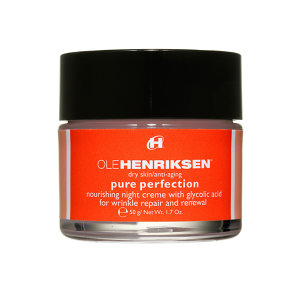 H
OLEHENRIKSEN
dry skin/anti-aging
pure perfection
nourishing night creme with glycolic acid
for wrinkle repair and renewal
℮ 50 g/ Net Wt. 1.7 Oz.